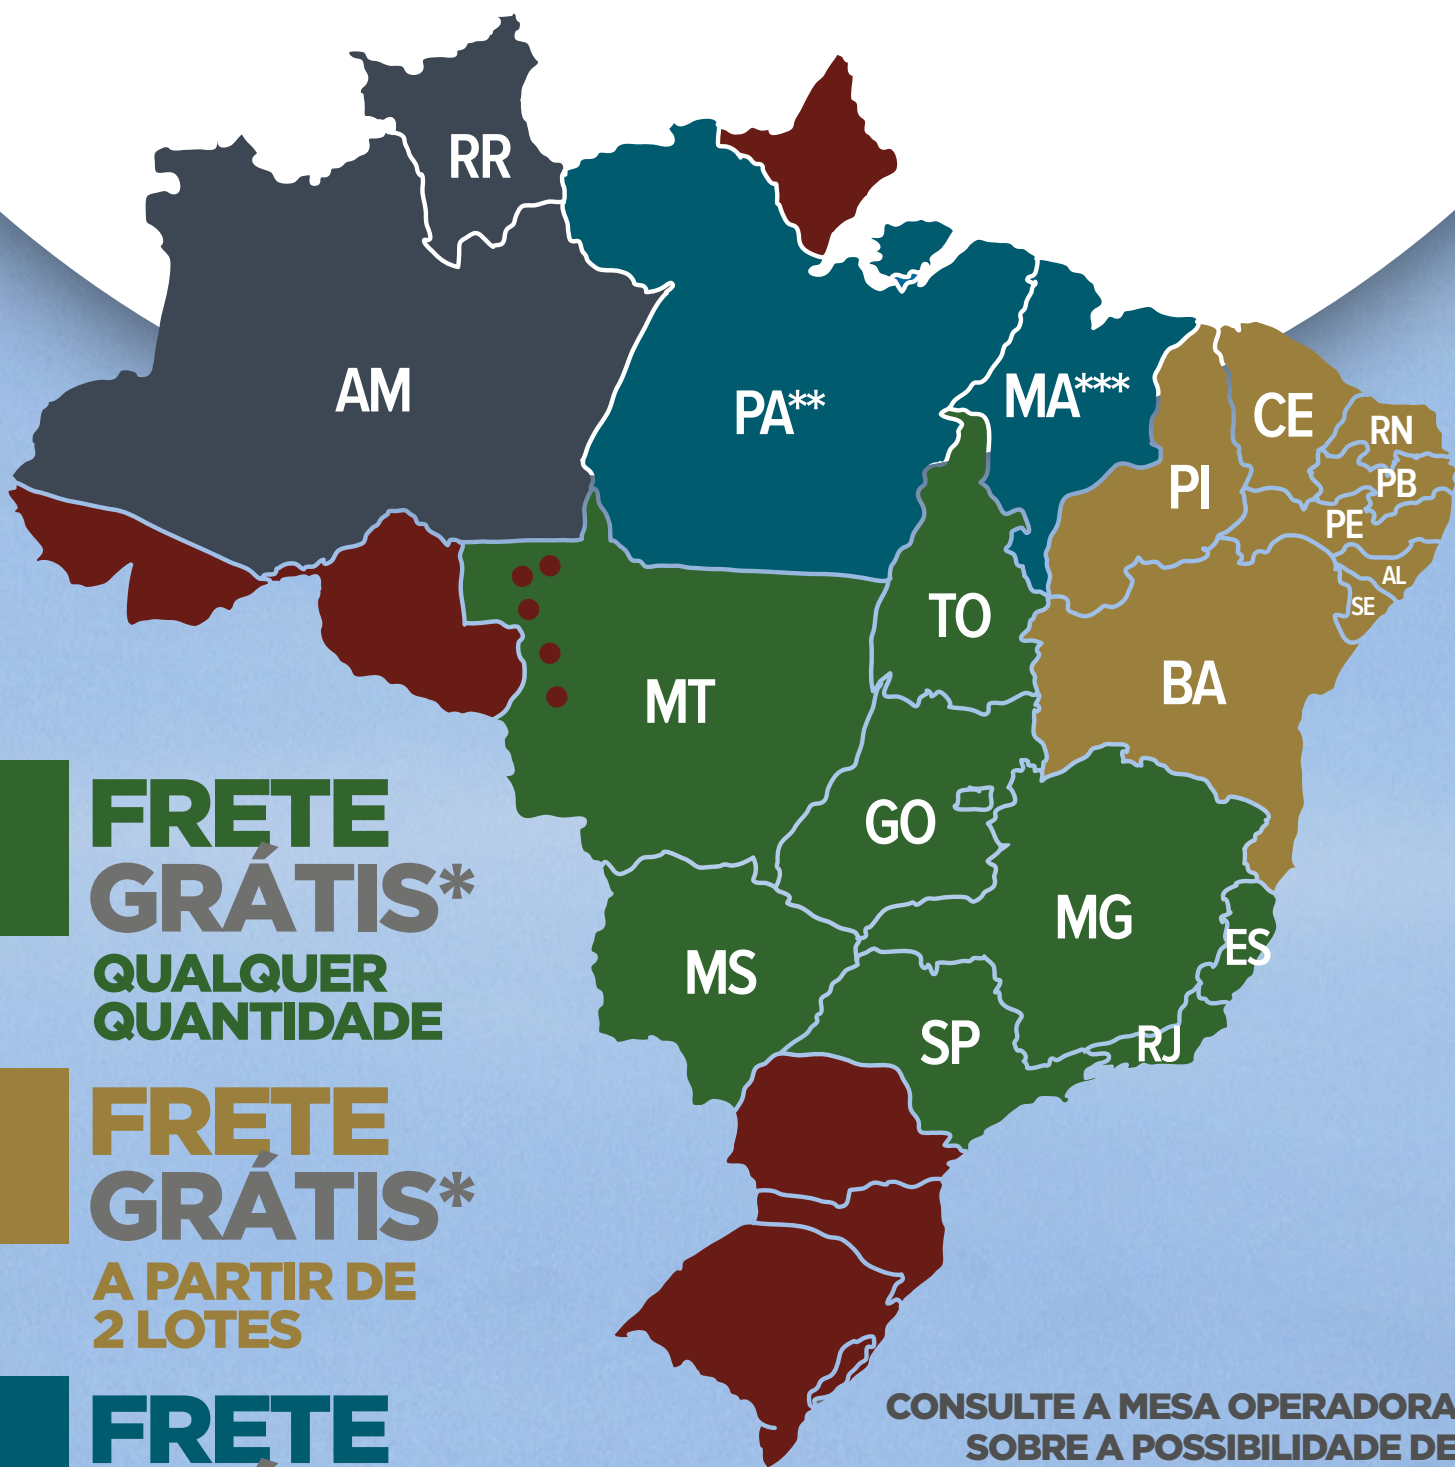 RR
AM
PA**
MA***
CE
RN
PI
PB
PE
AL
SE
TO
BA
MT
GO
MG
ES
MS
SP
RJ
FRETE
GRÁTIS*
QUALQUER
QUANTIDADE
FRETE
GRÁTIS*
A PARTIR DE
2 LOTES
FRETE
CONSULTE A MESA OPERADORA
SOBRE A POSSIBILIDADE DE